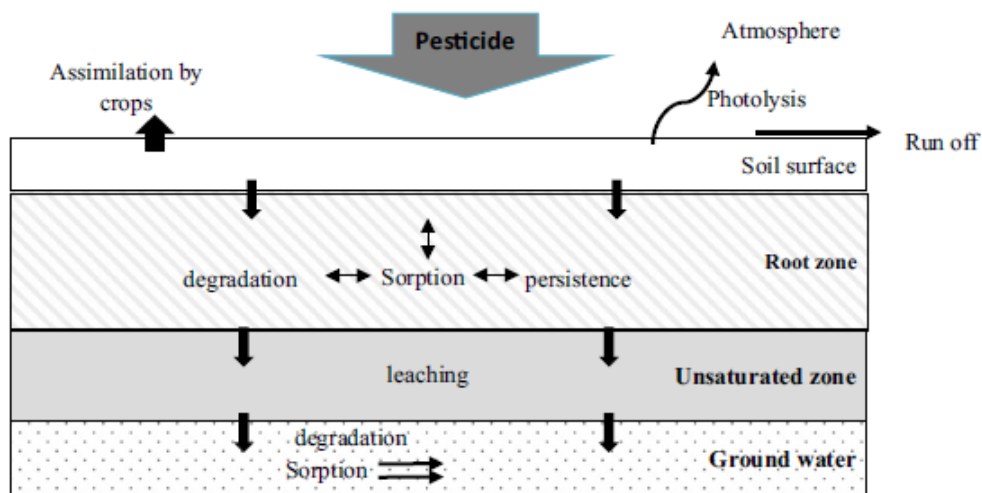 Pesticide
Atmosphere
Assimilation by
crops
Photolysis
Run off
Soil surface
Root zone
degradation
Sorption
persistence
leaching
Unsaturated zone
degradation
Sorption
Ground water